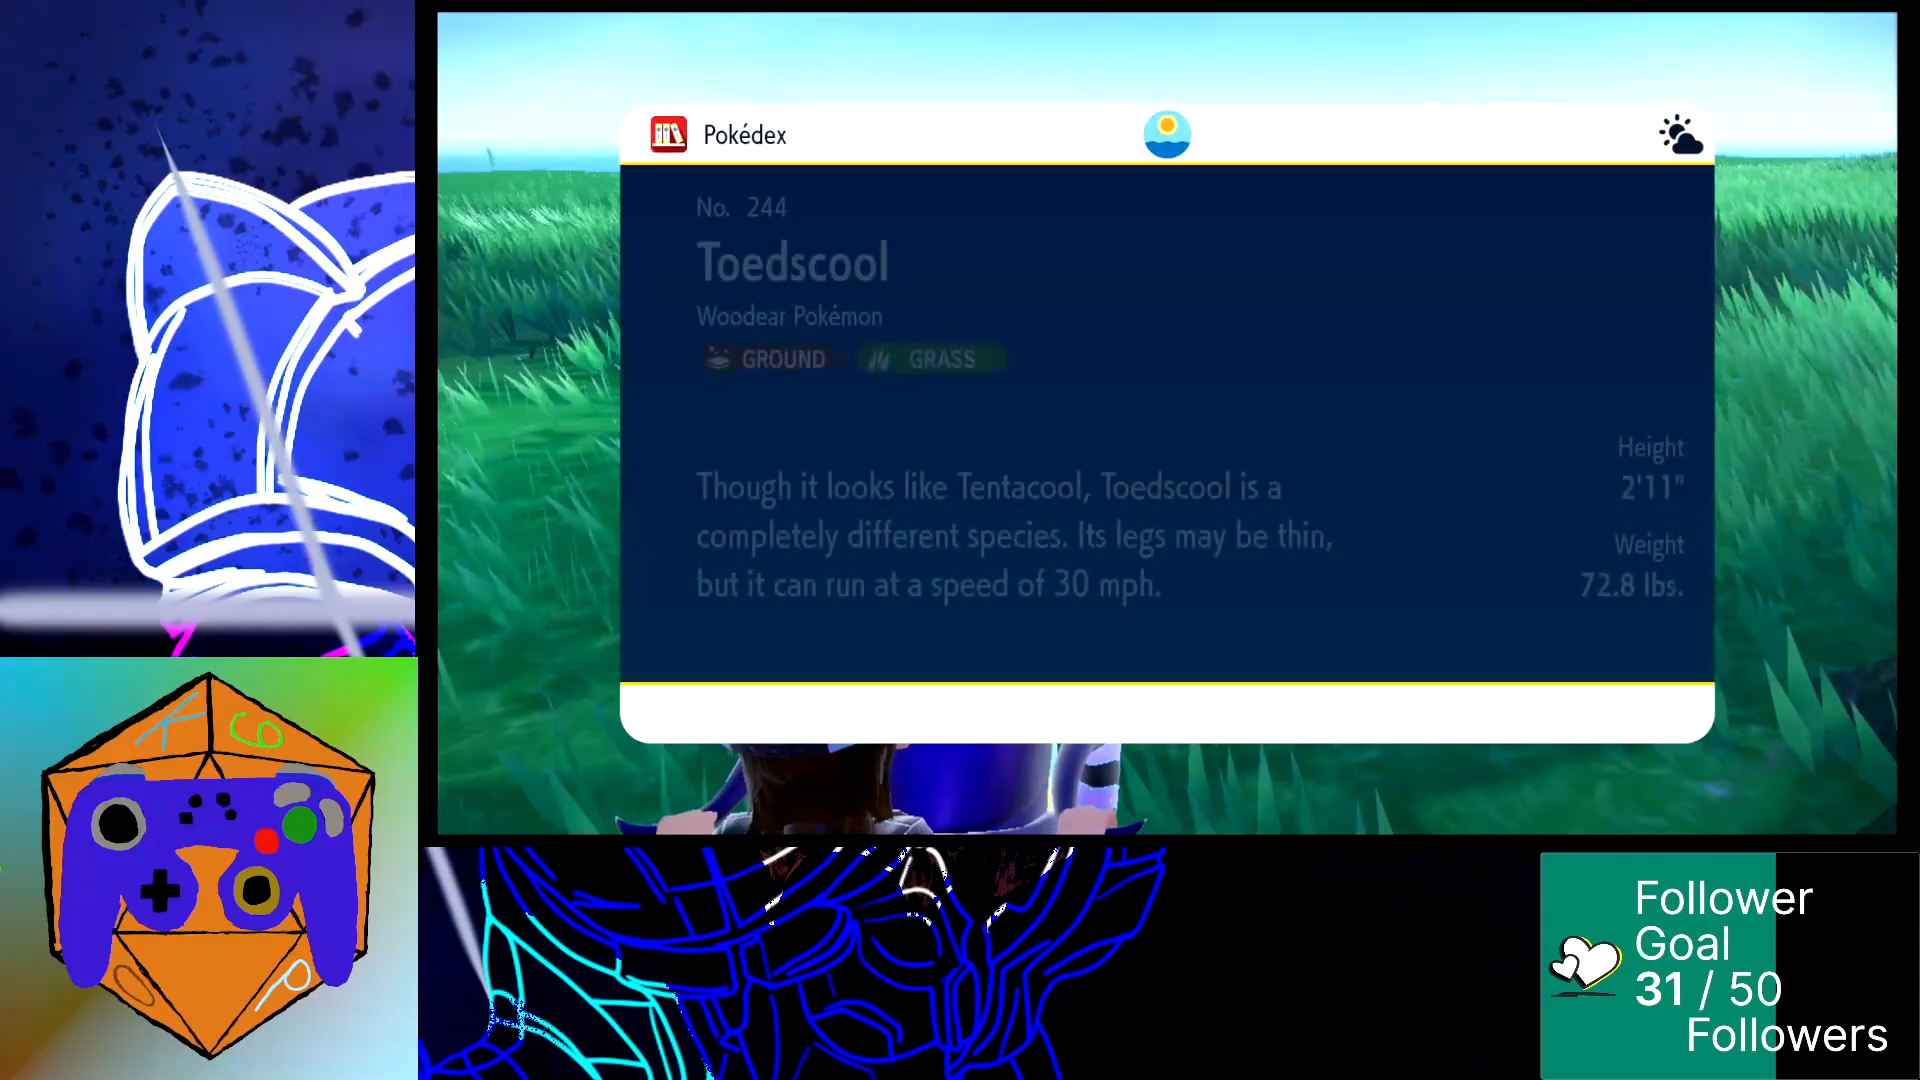 Pokédex
No. 244
Toedscool
Woodear Pokémon
GROUND GRASS
Height
2'11"
Though it looks like Tentacool, Toedscool is a
completely different species. Its legs may be thin,
but it can run at a speed of 30 mph.
Weight
72.8 lbs.
K G
O P
Follower
Goal
31 / 50
Followers